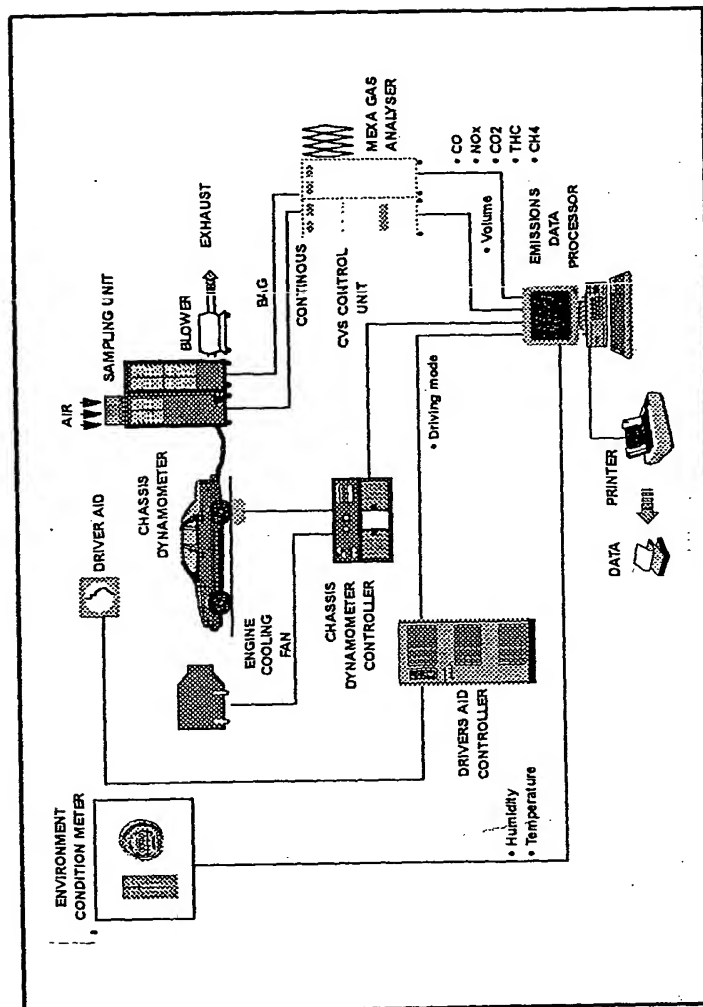 ENVIRONMENT
CONDITION METER
DRIVER AID
AIR
SAMPLING UNIT
CHASSIS
DYNAMOMETER
BLOWER
EXHAUST
ENGINE
COOLING
FAN
BAG
CONTINOUS
MEXA GAS
ANALYSER
CVS CONTROL
UNIT
CHASSIS
DYNAMOMETER
CONTROLLER
• CO
• NOx
• CO2
• THC
• CH4
• Volume
• Driving mode
DRIVERS AID
CONTROLLER
EMISSIONS
DATA
PROCESSOR
• Humidity
• Temperature
DATA
PRINTER